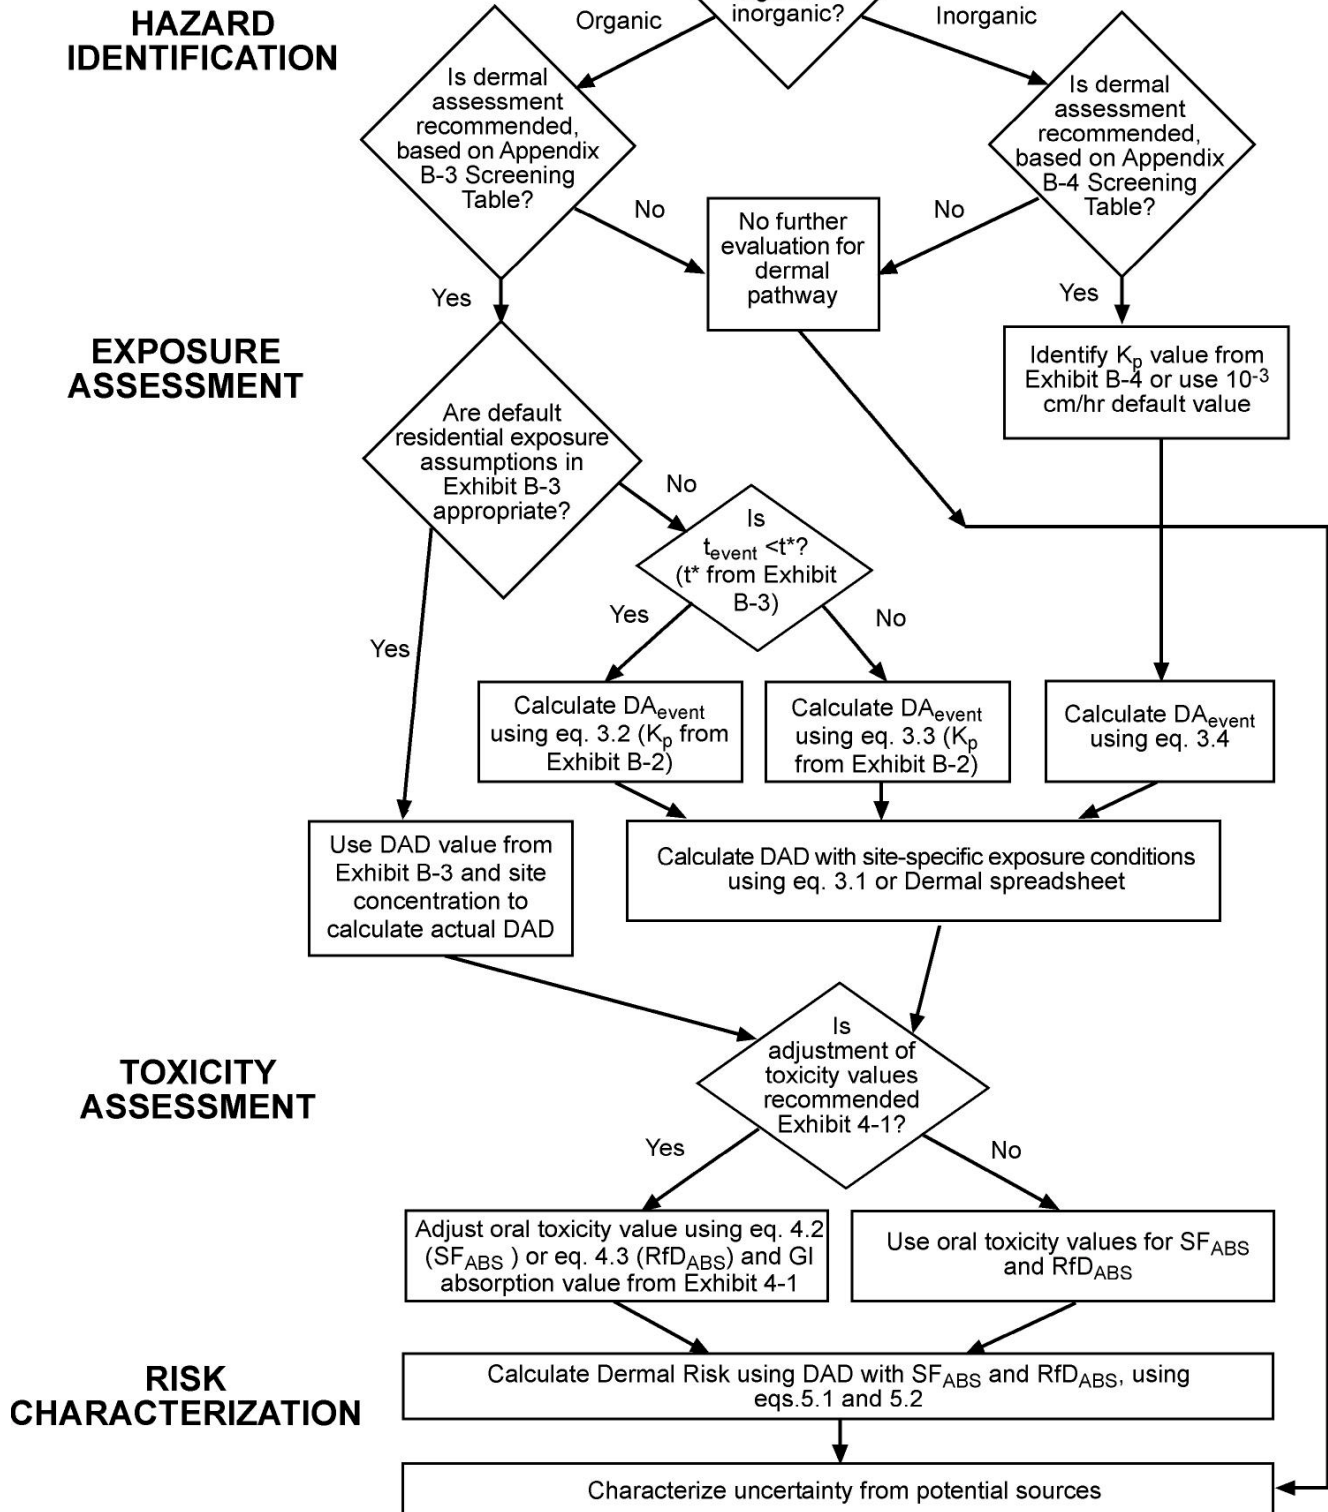 HAZARD
IDENTIFICATION
Organic
inorganic?
Inorganic
Is dermal
assessment
recommended,
based on Appendix
B-3 Screening
Table?
Is dermal
assessment
recommended,
based on Appendix
B-4 Screening
Table?
No
No
No further
evaluation for
dermal
pathway
Yes
Yes
EXPOSURE
ASSESSMENT
Identify Kp value from
Exhibit B-4 or use 10-3
cm/hr default value
Are default
residential exposure
assumptions in
Exhibit B-3
appropriate?
No
Is
tevent <t*?
(t* from Exhibit
B-3)
Yes
No
Yes
Calculate DAevent
using eq. 3.2 (Kp from
Exhibit B-2)
Calculate DAevent
using eq. 3.3 (Kp
from Exhibit B-2)
Calculate DAevent
using eq. 3.4
Use DAD value from
Exhibit B-3 and site
concentration to
calculate actual DAD
Calculate DAD with site-specific exposure conditions
using eq. 3.1 or Dermal spreadsheet
TOXICITY
ASSESSMENT
Is
adjustment of
toxicity values
recommended
Exhibit 4-1?
Yes
No
Adjust oral toxicity value using eq. 4.2
(SFABS ) or eq. 4.3 (RfDABS) and GI
absorption value from Exhibit 4-1
Use oral toxicity values for SFABS
and RfDABS
RISK
CHARACTERIZATION
Calculate Dermal Risk using DAD with SFABS and RfDABS, using
eqs.5.1 and 5.2
Characterize uncertainty from potential sources